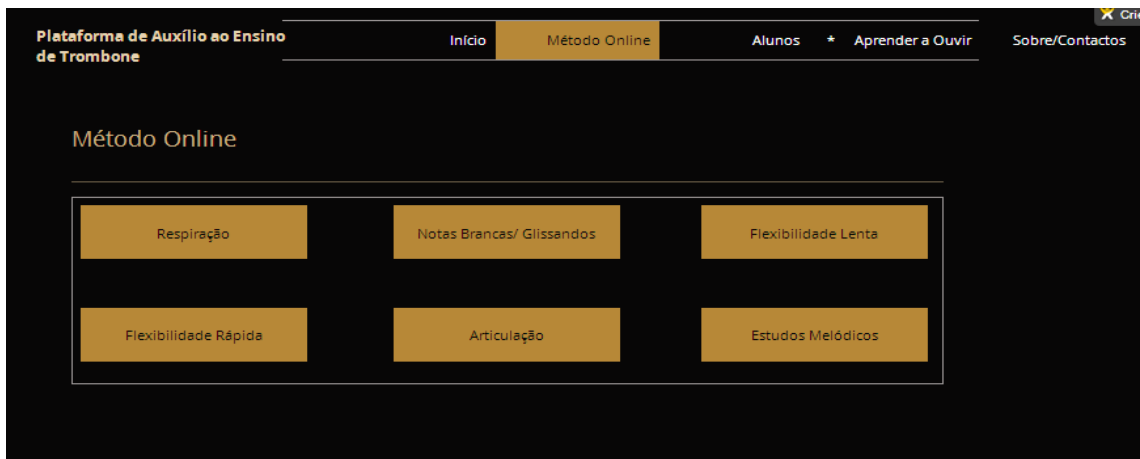 Plataforma de Auxílio ao Ensino
de Trombone
Início Método Online Alunos * Aprender a Ouvir Sobre/Contactos
Método Online
Respiração Notas Brancas/ Glissandos Flexibilidade Lenta
Flexibilidade Rápida Articulação Estudos Melódicos